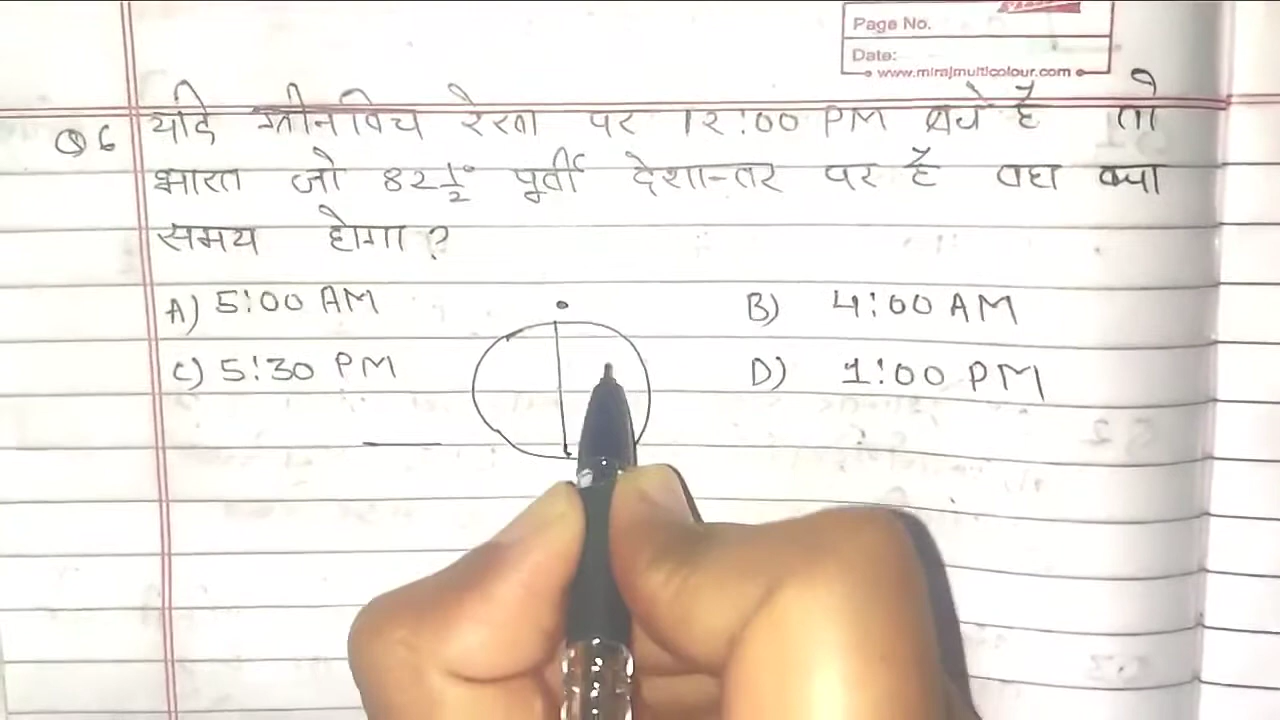 Page No.
Date:
www.mirajmulticolour.com
Q6 यदि ग्रीनविच रेखा पर 12:00 PM बजे है तो
भारत जो 82½° पूर्वी देशान्तर पर है वहा क्या
समय होगा?
A) 5:00 AM B) 4:00 AM
C) 5:30 PM D) 1:00 PM